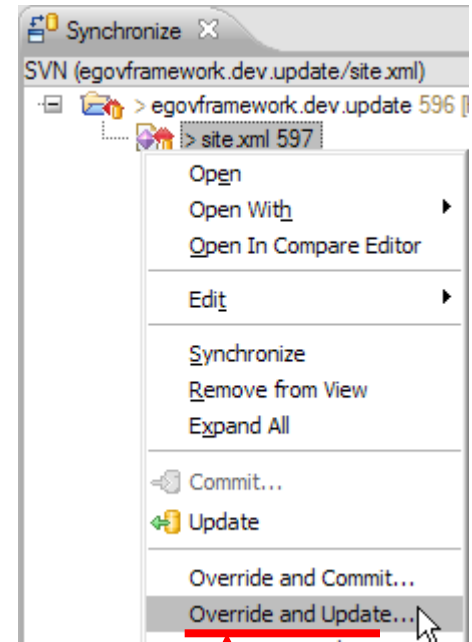 Synchronize
SVN (egovframework.dev.update/site.xml)
> egovframework.dev.update 596
> site.xml 597
Open
Open With
Open In Compare Editor
Edit
Synchronize
Remove from View
Expand All
Commit...
Update
Override and Commit...
Override and Update...